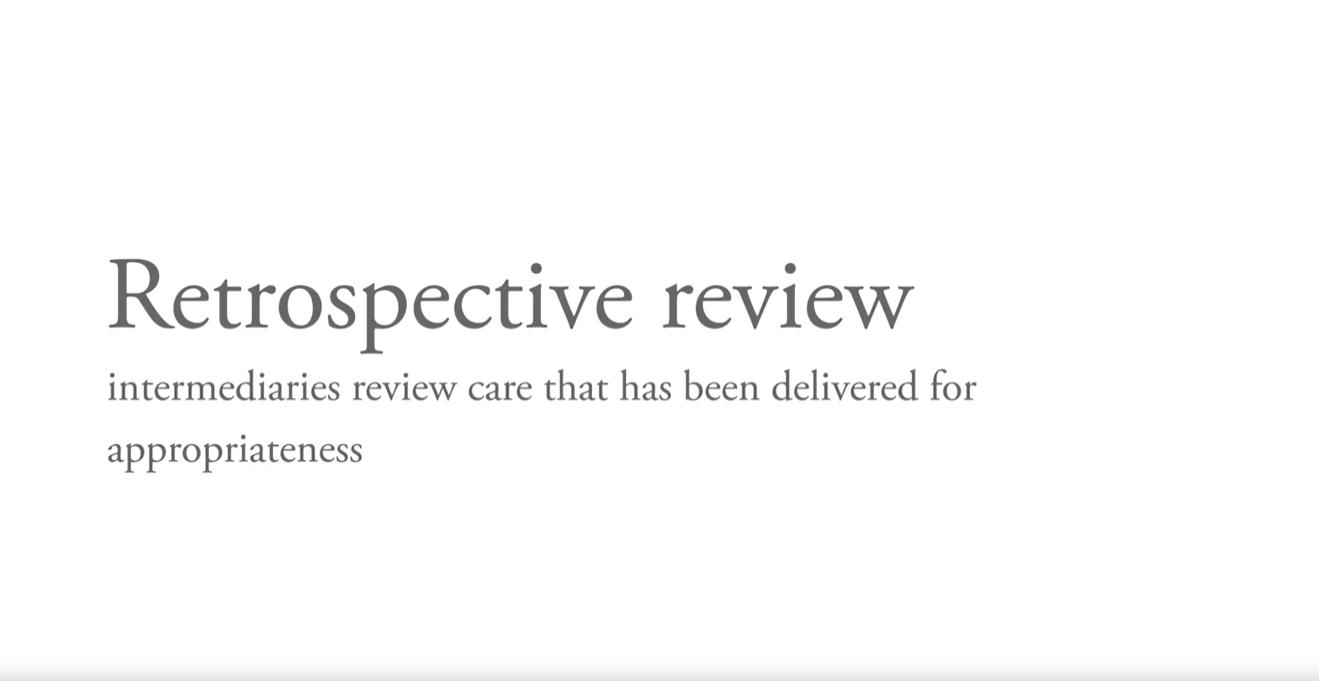 Retrospective review
intermediaries review care that has been delivered for
appropriateness